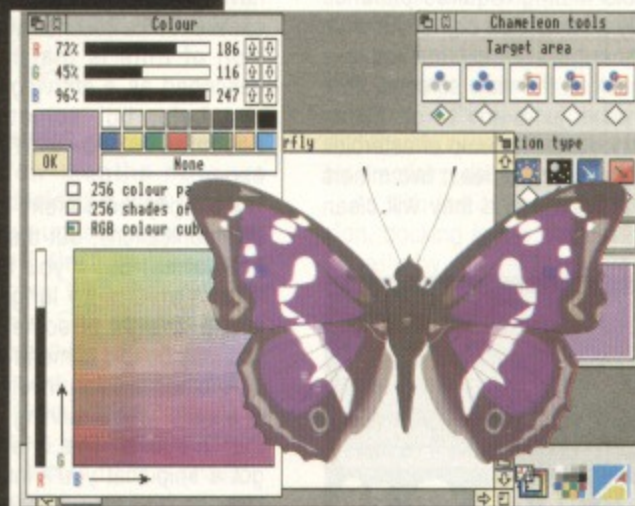 Colour
R 72% 186
G 45% 116
B 96% 247
OK
None
256 colour pa
256 shades of
RGB colour cub
G
R B
Chameleon tools
Target area
rfly
tion type